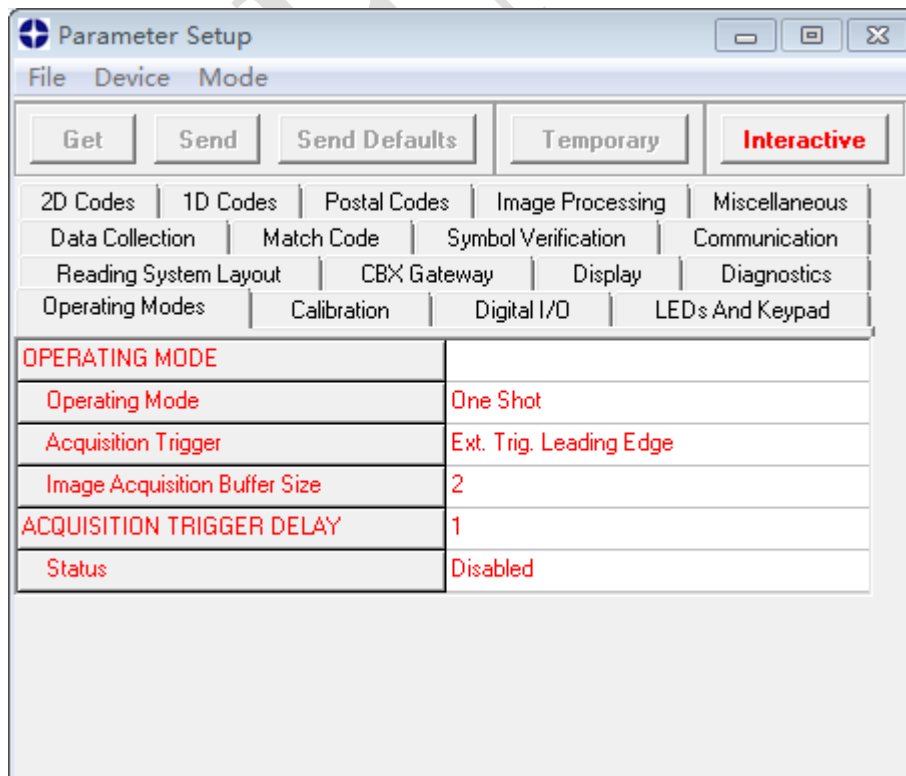 Parameter Setup
File Device Mode
Get Send Send Defaults Temporary Interactive
2D Codes 1D Codes Postal Codes Image Processing Miscellaneous
Data Collection Match Code Symbol Verification Communication
Reading System Layout CBX Gateway Display Diagnostics
Operating Modes Calibration Digital I/O LEDs And Keypad
OPERATING MODE
Operating Mode One Shot
Acquisition Trigger Ext. Trig. Leading Edge
Image Acquisition Buffer Size 2
ACQUISITION TRIGGER DELAY 1
Status Disabled